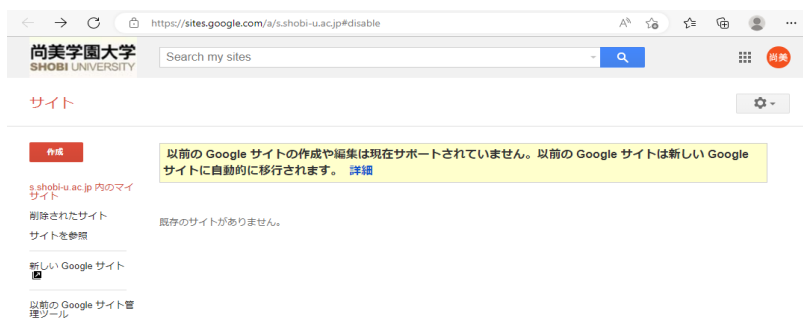 https://sites.google.com/a/s.shobi-u.ac.jp#disable
尚美学園大学
SHOBI UNIVERSITY
Search my sites
尚美
サイト
作成
以前の Google サイトの作成や編集は現在サポートされていません。以前の Google サイトは新しい Google
サイトに自動的に移行されます。 詳細
s.shobi-u.ac.jp 内のマイ
サイト
削除されたサイト
既存のサイトがありません。
サイトを参照
新しい Google サイト
以前の Google サイト管
理ツール